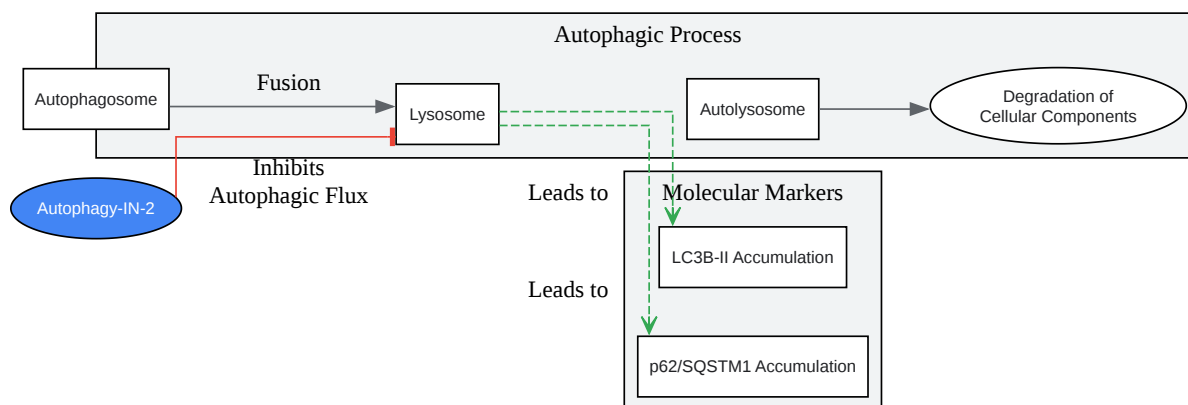 Autophagic Process
Autophagosome
Fusion
Lysosome
Autolysosome
Degradation of
Cellular Components
Inhibits
Autophagic Flux
Autophagy-IN-2
Leads to
Molecular Markers
LC3B-II Accumulation
Leads to
p62/SQSTM1 Accumulation